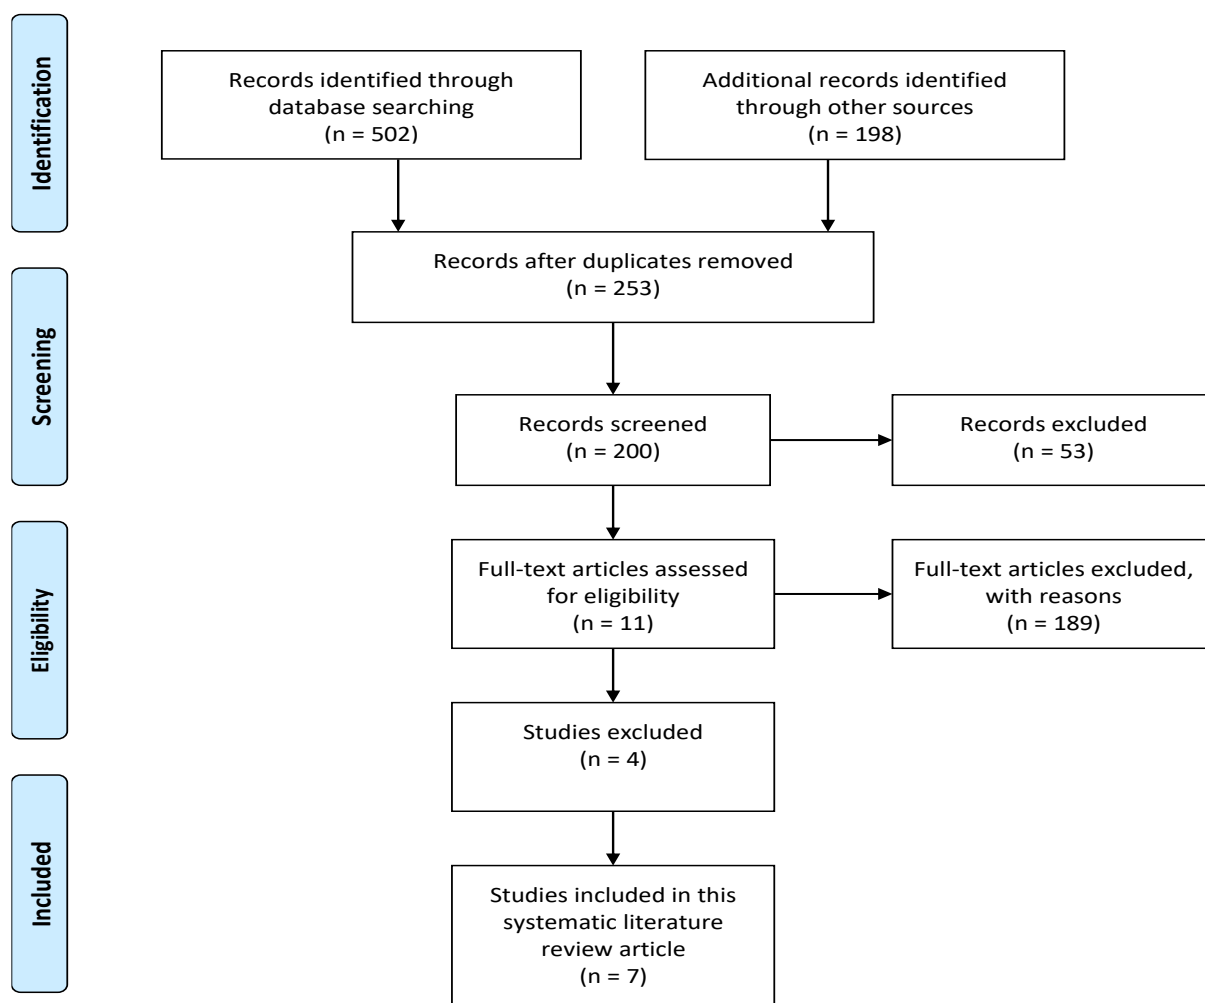 Identification
Records identified through
database searching
(n = 502)
Additional records identified
through other sources
(n = 198)
Screening
Records after duplicates removed
(n = 253)
Records screened
(n = 200)
Records excluded
(n = 53)
Eligibility
Full-text articles assessed
for eligibility
(n = 11)
Full-text articles excluded,
with reasons
(n = 189)
Studies excluded
(n = 4)
Included
Studies included in this
systematic literature
review article
(n = 7)